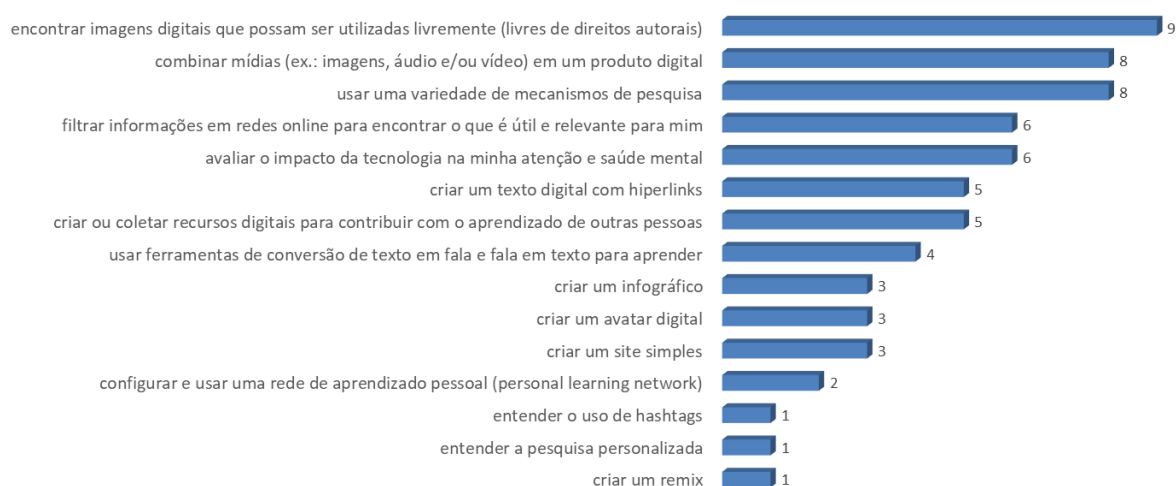 encontrar imagens digitais que possam ser utilizadas livremente (livres de direitos autorais) 9
combinar mídias (ex.: imagens, áudio e/ou vídeo) em um produto digital 8
usar uma variedade de mecanismos de pesquisa 8
filtrar informações em redes online para encontrar o que é útil e relevante para mim 6
avaliar o impacto da tecnologia na minha atenção e saúde mental 6
criar um texto digital com hiperlinks 5
criar ou coletar recursos digitais para contribuir com o aprendizado de outras pessoas 5
usar ferramentas de conversão de texto em fala e fala em texto para aprender 4
criar um infográfico 3
criar um avatar digital 3
criar um site simples 3
configurar e usar uma rede de aprendizado pessoal (personal learning network) 2
entender o uso de hashtags 1
entender a pesquisa personalizada 1
criar um remix 1